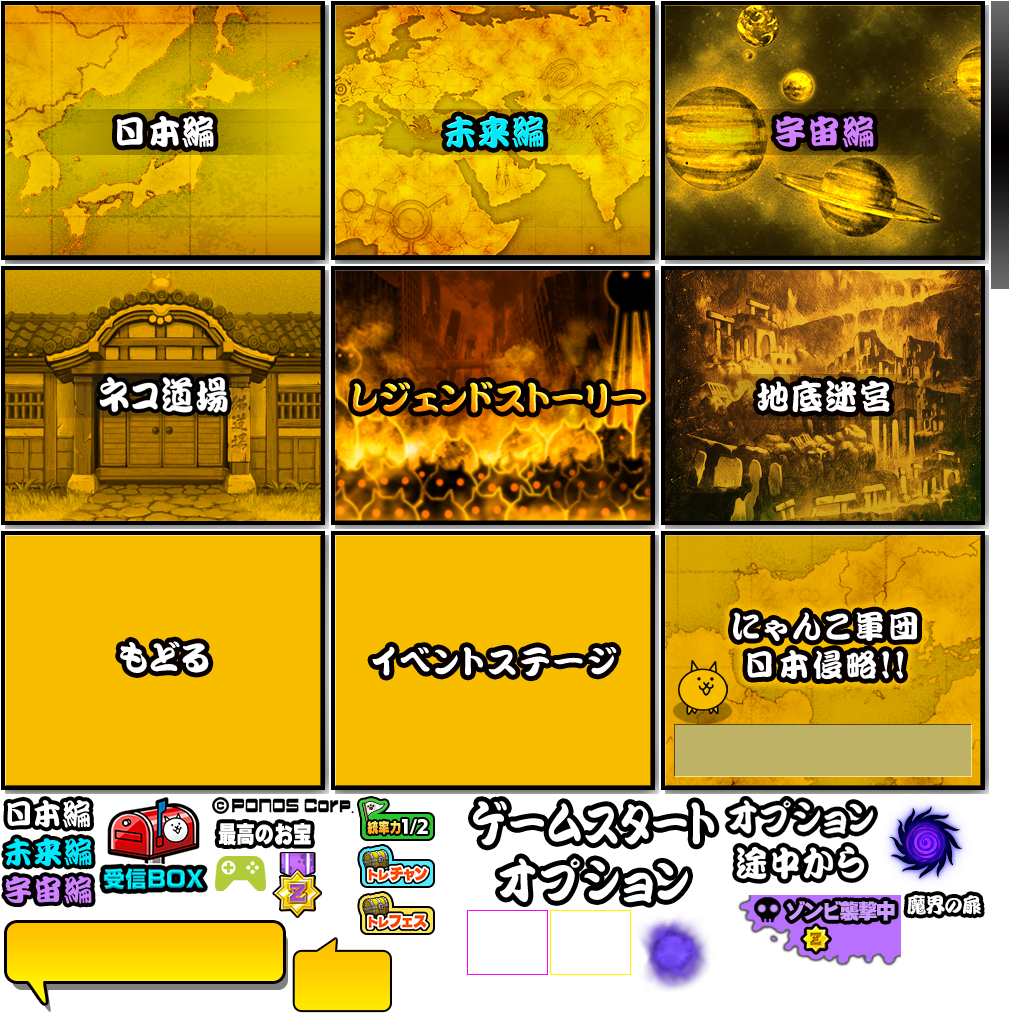 日本編
未来編
宇宙編
ネコ道場
レジェンドストーリー
地底迷宮
もどる
イベントステージ
にゃんこ軍団
日本侵略!!
日本編
未来編
宇宙編
受信BOX
©PONOS Corp.
最高のお宝
Z
統率力1/2
トレチャン
トレフェス
ゲームスタート
オプション
オプション
途中から
ゾンビ襲撃中
Z
魔界の扉